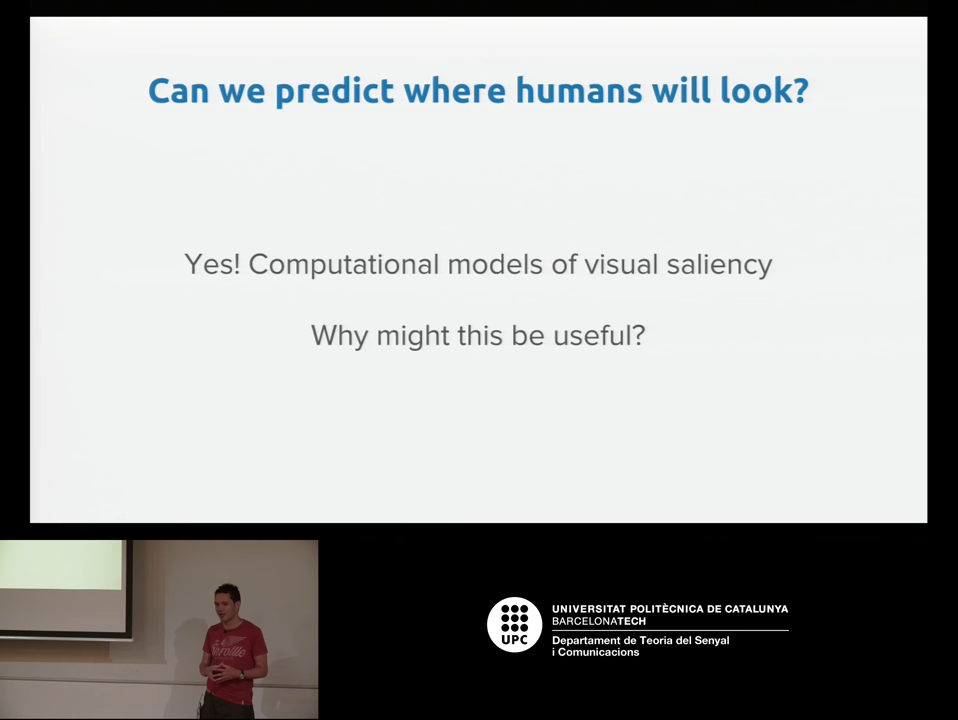 Can we predict where humans will look?
Yes! Computational models of visual saliency
Why might this be useful?
UPC
UNIVERSITAT POLITÈCNICA DE CATALUNYA
BARCELONATECH
Departament de Teoria del Senyal
i Comunicacions